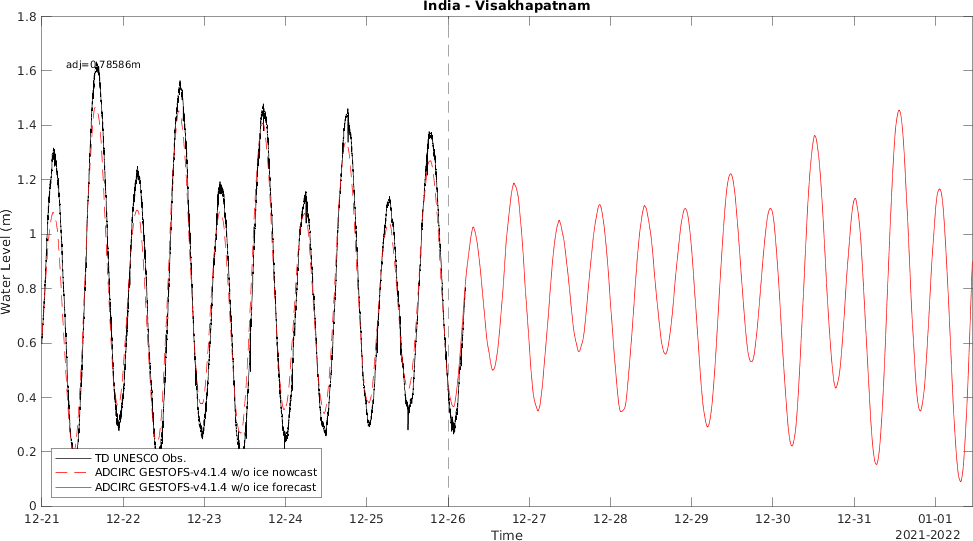 India - Visakhapatnam
1.8
1.6
1.4
1.2
1
0.8
0.6
0.4
0.2
0
Water Level (m)
adj=0.78586m
TD UNESCO Obs.
ADCIRC GESTOFS-v4.1.4 w/o ice nowcast
ADCIRC GESTOFS-v4.1.4 w/o ice forecast
12-21 12-22 12-23 12-24 12-25 12-26 12-27 12-28 12-29 12-30 12-31 01-01
Time
2021-2022